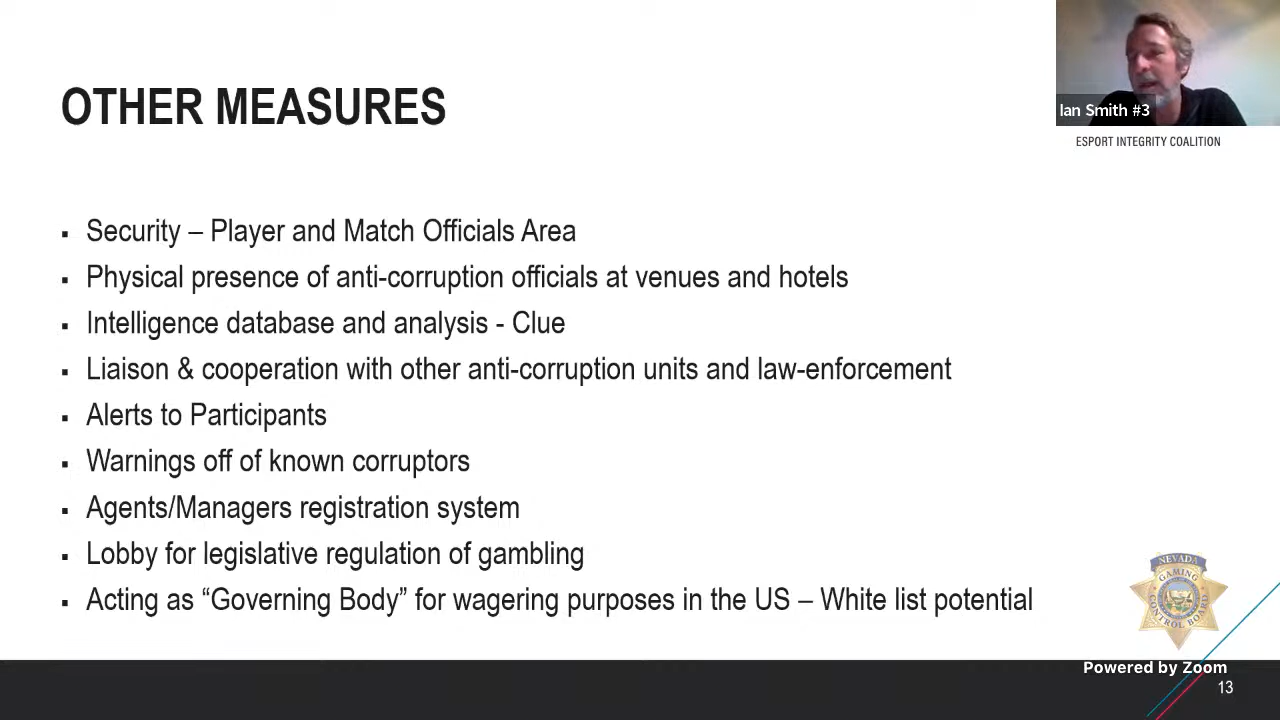 OTHER MEASURES
Ian Smith #3
ESPORT INTEGRITY COALITION
Security – Player and Match Officials Area
Physical presence of anti-corruption officials at venues and hotels
Intelligence database and analysis - Clue
Liaison & cooperation with other anti-corruption units and law-enforcement
Alerts to Participants
Warnings off of known corruptors
Agents/Managers registration system
Lobby for legislative regulation of gambling
Acting as “Governing Body” for wagering purposes in the US – White list potential
NEVADA
GAMING
CONTROL BOARD
Powered by Zoom
13